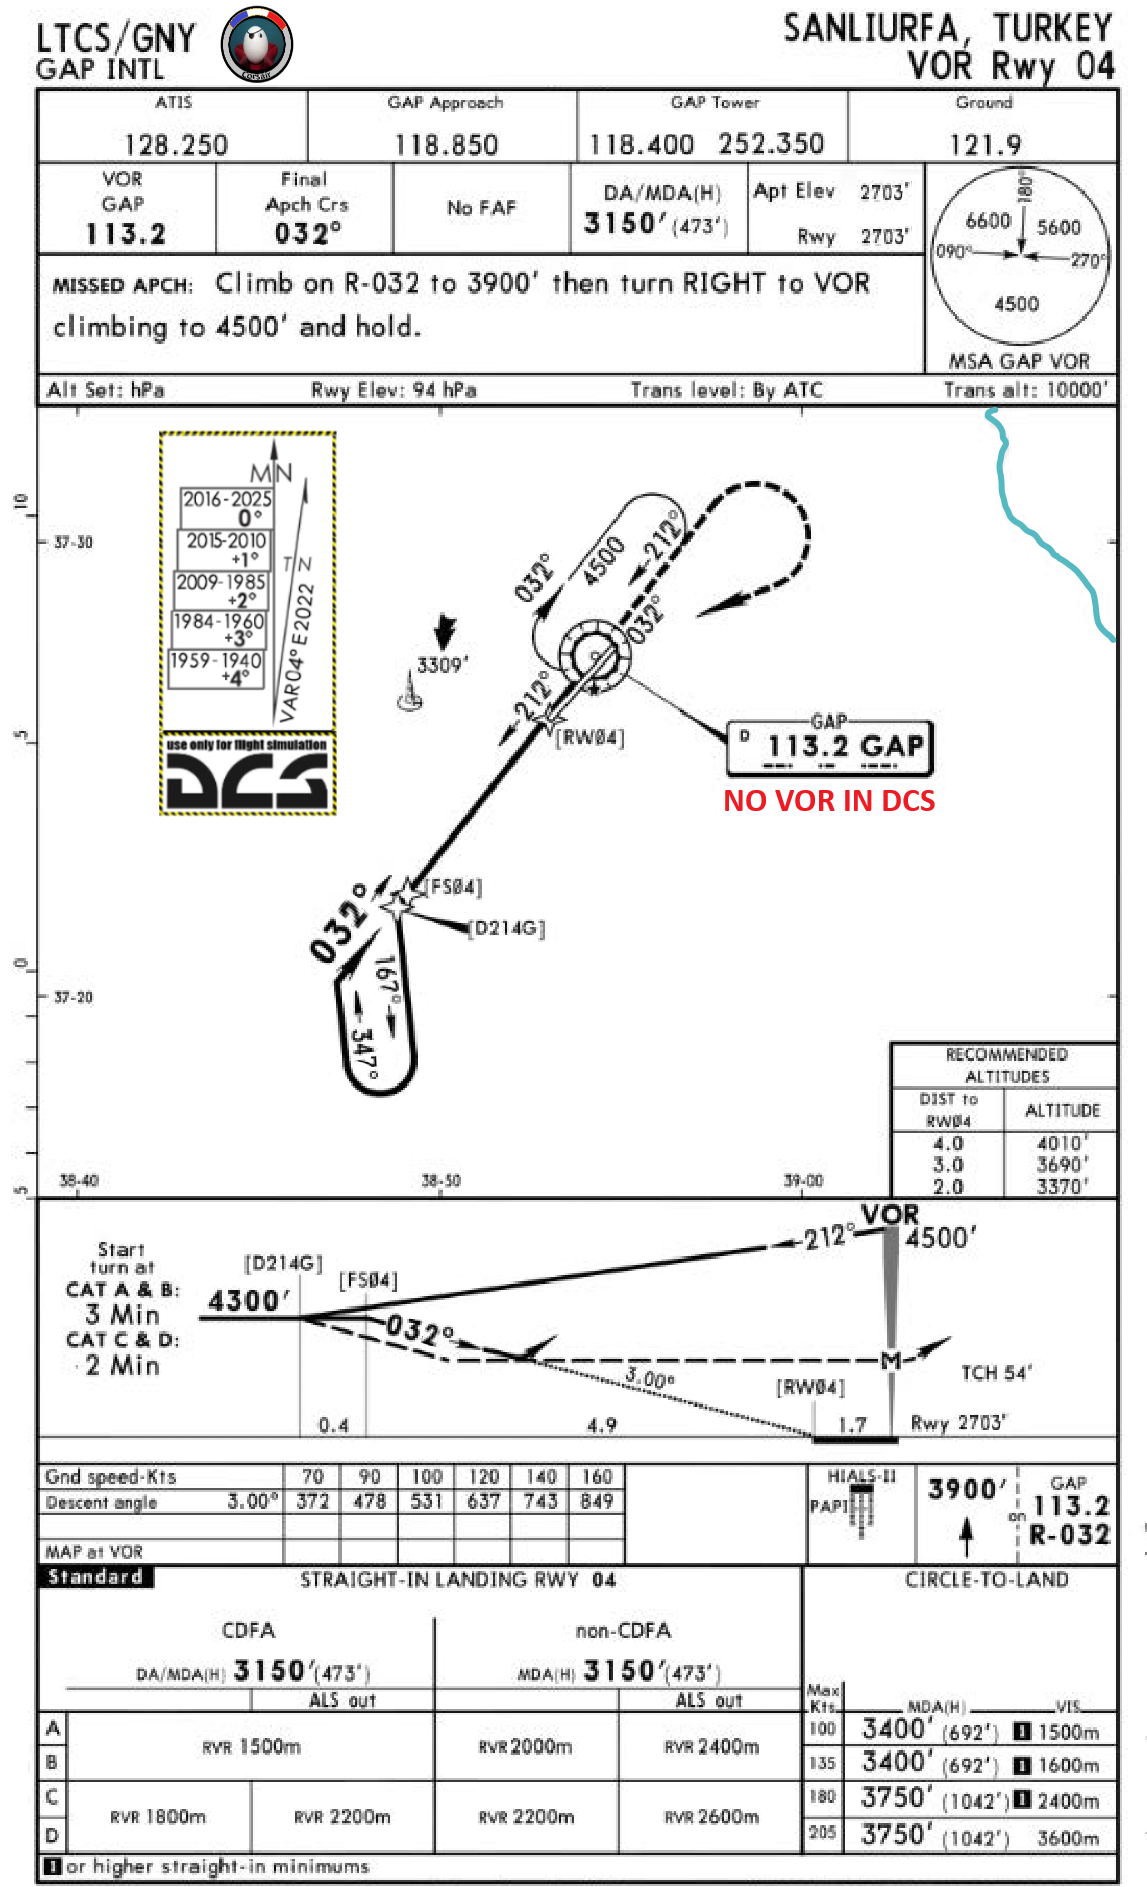 LTCS/GNY
GAP INTL
Corsair
SANLIURFA, TURKEY
VOR Rwy 04
ATIS
128.250
GAP Approach
118.850
GAP Tower
118.400 252.350
Ground
121.9
VOR
GAP
113.2
Final
Apch Crs
032°
No FAF
DA/MDA(H)
3150' (473')
Apt Elev 2703'
Rwy 2703'
180°
6600
5600
090°
270°
4500
MSA GAP VOR
MISSED APCH: Climb on R-032 to 3900' then turn RIGHT to VOR
climbing to 4500' and hold.
Alt Set: hPa
Rwy Elev: 94 hPa
Trans level: By ATC
Trans alt: 10000'
MN
2016-2025
0°
2015-2010
+1°
2009-1985
+2°
1984-1960
+3°
1959-1940
+4°
TN
VAR04°E2022
use only for flight simulation
DCS
10
37-30
5
0
37-20
5
38-40
38-50
39-00
032°
4500
212°
032°
3309'
212°
[RW04]
GAP
D 113.2 GAP
NO VOR IN DCS
[FS04]
[D214G]
032°
167°
347°
RECOMMENDED
ALTITUDES
DIST to
RW04
ALTITUDE
4.0 4010'
3.0 3690'
2.0 3370'
Start
turn at
CAT A & B:
3 Min
CAT C & D:
2 Min
[D214G]
[FS04]
4300'
032°
212°
VOR
4500'
3.00°
[RW04]
M
TCH 54'
0.4
4.9
1.7
Rwy 2703'
Gnd speed-Kts 70 90 100 120 140 160
Descent angle 3.00° 372 478 531 637 743 849
MAP at VOR
HIALS-II
PAPI
3900'
on
GAP
113.2
R-032
Standard
STRAIGHT-IN LANDING RWY 04
CIRCLE-TO-LAND
CDFA
non-CDFA
DA/MDA(H) 3150'(473')
MDA(H) 3150'(473')
ALS out
ALS out
Max
Kts
MDA(H)
VIS
A
B
C
D
RVR 1500m
RVR 2000m
RVR 2400m
RVR 1800m
RVR 2200m
RVR 2200m
RVR 2600m
100 3400' (692') 1 1500m
135 3400' (692') 1 1600m
180 3750' (1042') 1 2400m
205 3750' (1042') 3600m
1 or higher straight-in minimums